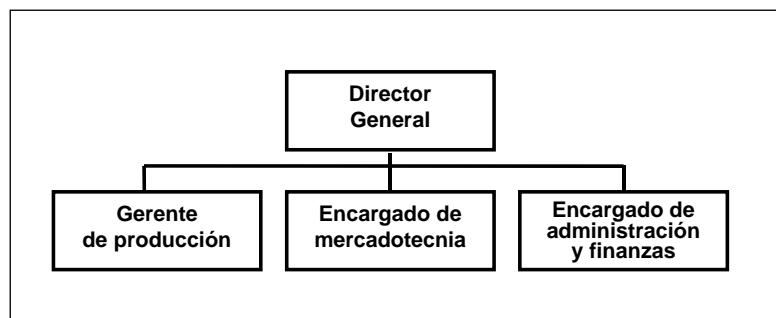 Director
General
Gerente
de producción
Encargado de
mercadotecnia
Encargado de
administración
y finanzas